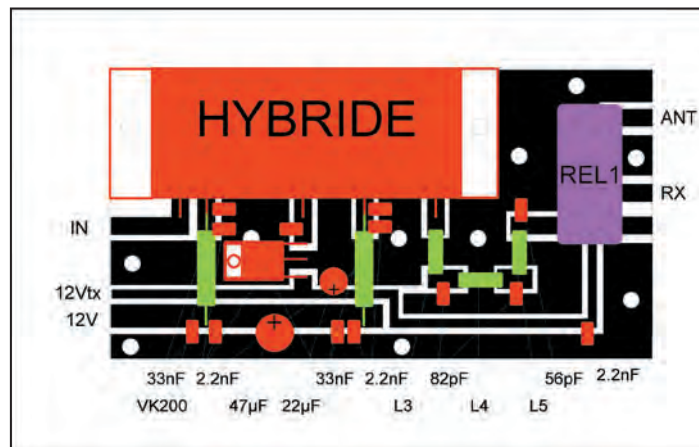 HYBRIDE
REL1
ANT
RX
IN
12Vtx
12V
+
+
33nF 2.2nF 33nF 2.2nF 82pF 56pF 2.2nF
VK200 47µF 22µF L3 L4 L5